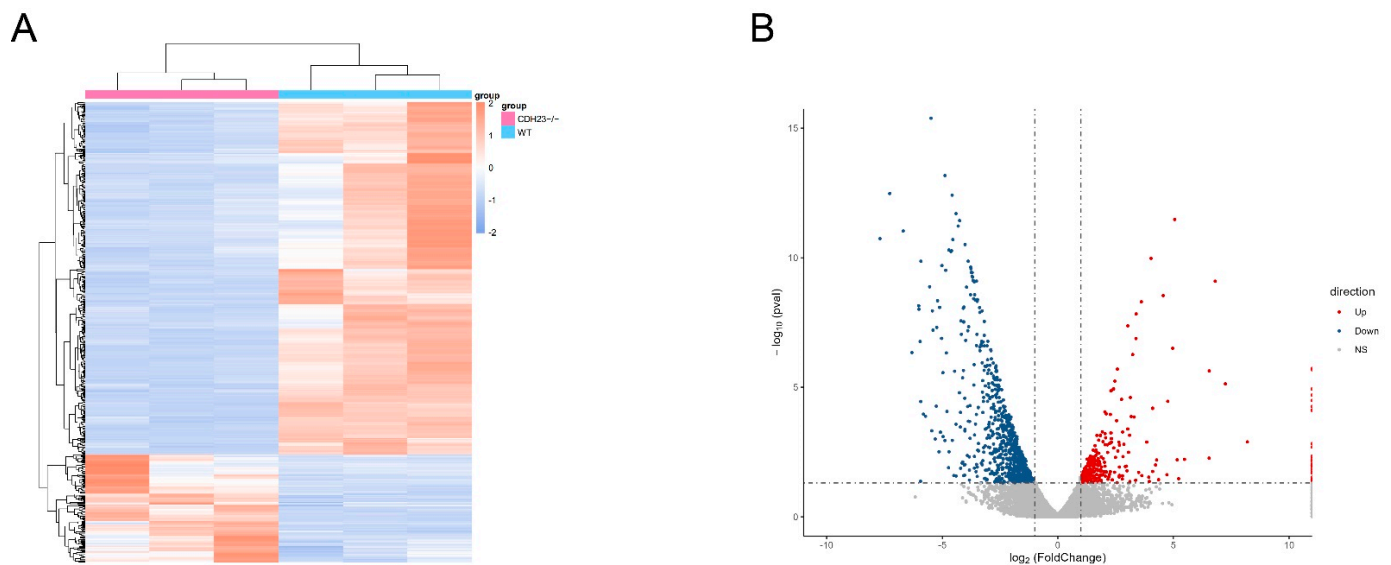 A
group
2
1
0
-1
-2
group
CDH23−/−
WT
B
− log10 (pval)
15
10
5
0
-10
-5
0
5
10
log2 (FoldChange)
direction
Up
Down
NS